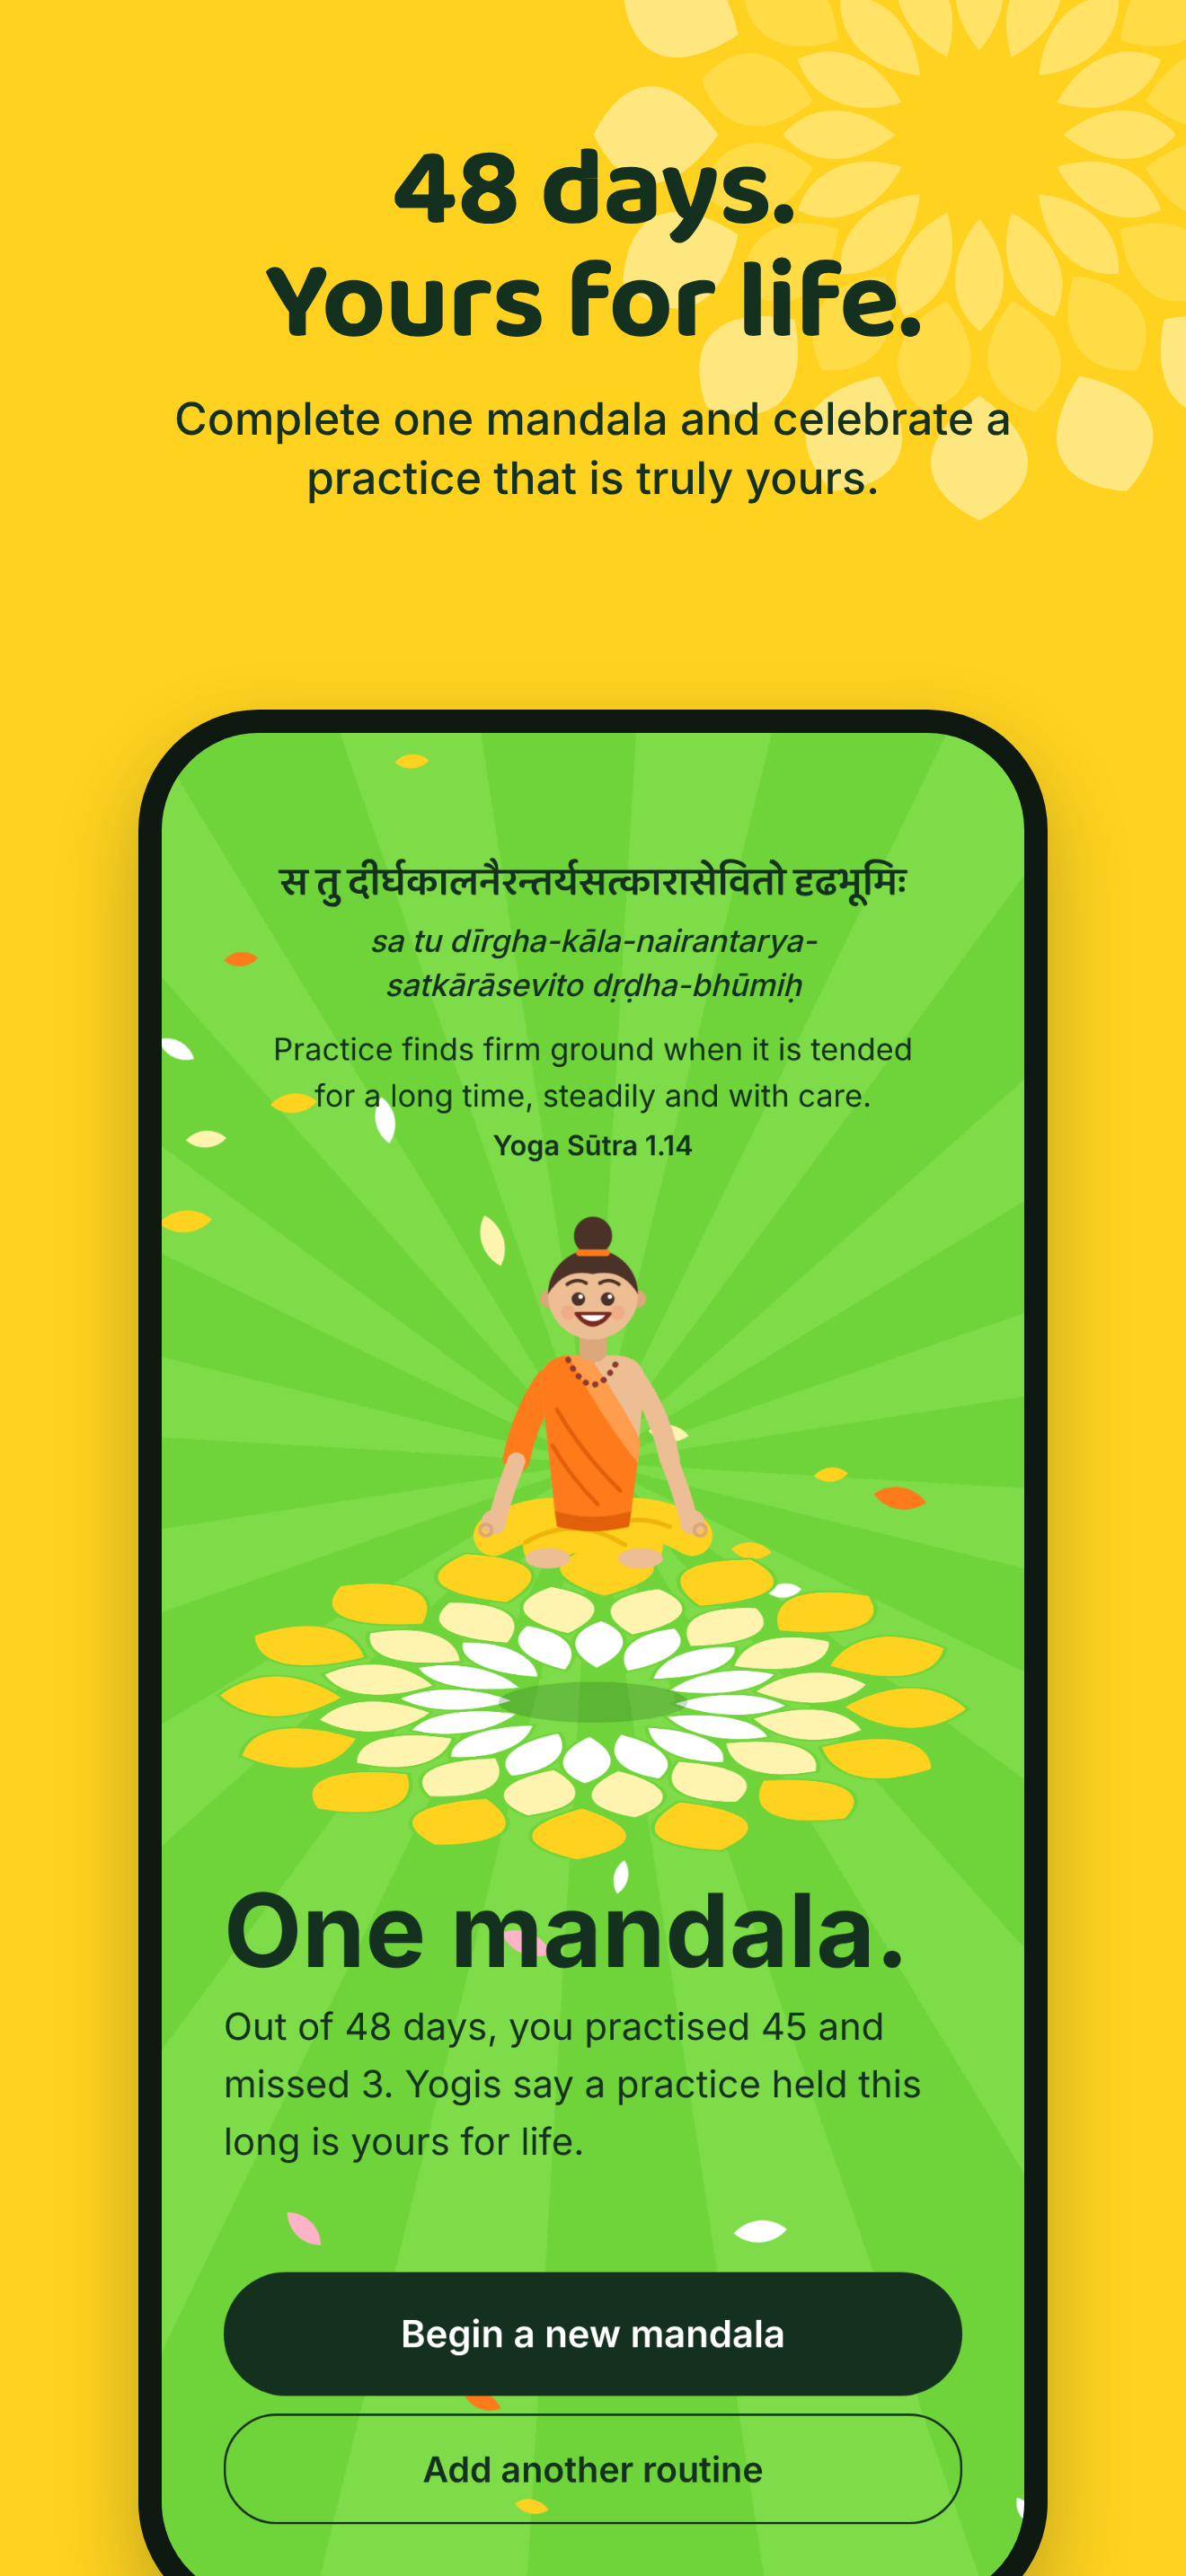 48 days.
Yours for life.
Complete one mandala and celebrate a
practice that is truly yours.
स तु दीर्घकालनैरन्तर्यसत्कारासेवितो दृढभूमिः
sa tu dīrgha-kāla-nairantarya-
satkārāsevito dṛḍha-bhūmiḥ
Practice finds firm ground when it is tended
for a long time, steadily and with care.
Yoga Sūtra 1.14
One mandala.
Out of 48 days, you practised 45 and
missed 3. Yogis say a practice held this
long is yours for life.
Begin a new mandala
Add another routine